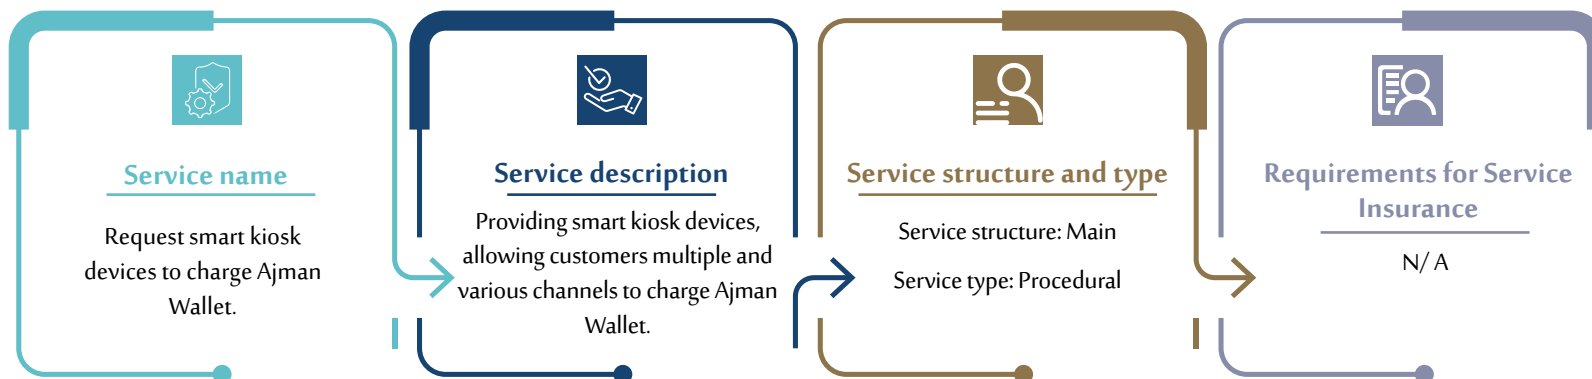 Service name
Request smart kiosk
devices to charge Ajman
Wallet.
Service description
Providing smart kiosk devices,
allowing customers multiple and
various channels to charge Ajman
Wallet.
Service structure and type
Service structure: Main
Service type: Procedural
Requirements for Service
Insurance
N/ A